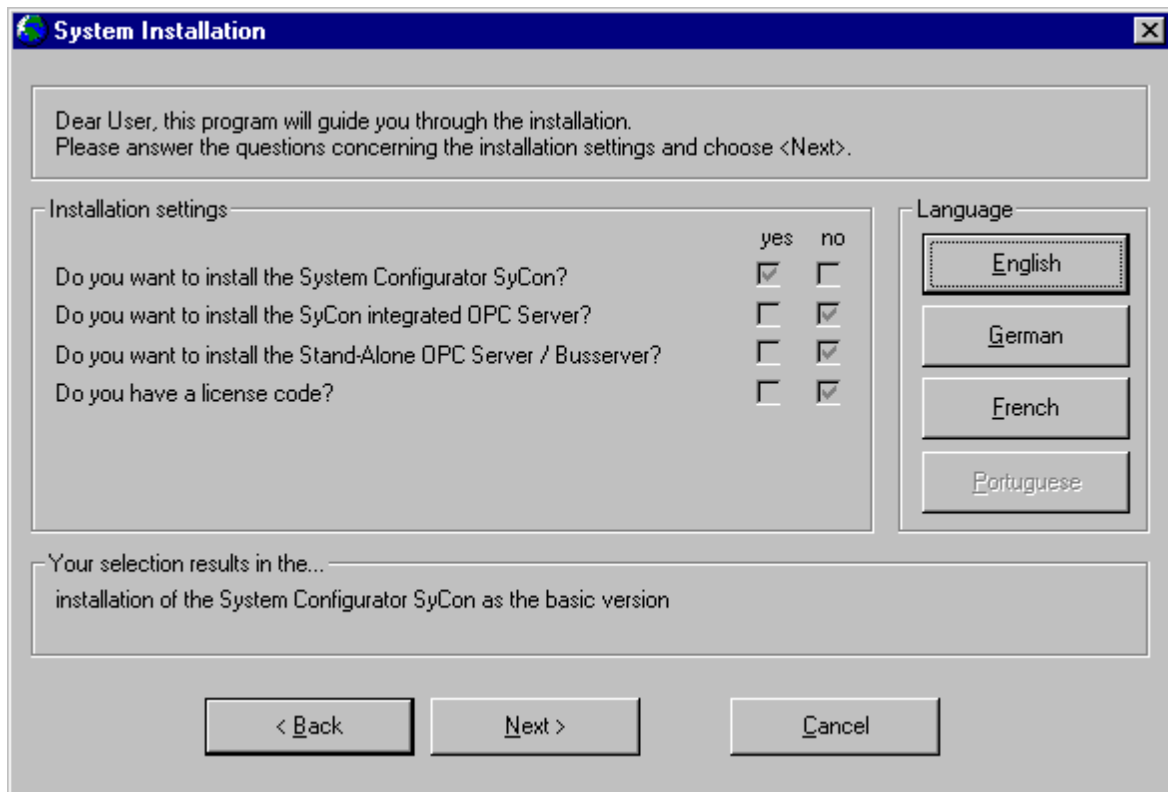 System Installation
Dear User, this program will guide you through the installation.
Please answer the questions concerning the installation settings and choose <Next>.
Installation settings
yes no
Do you want to install the System Configurator SyCon?
Do you want to install the SyCon integrated OPC Server?
Do you want to install the Stand-Alone OPC Server / Busserver?
Do you have a license code?
Language
English
German
French
Portuguese
Your selection results in the...
installation of the System Configurator SyCon as the basic version
< Back Next > Cancel